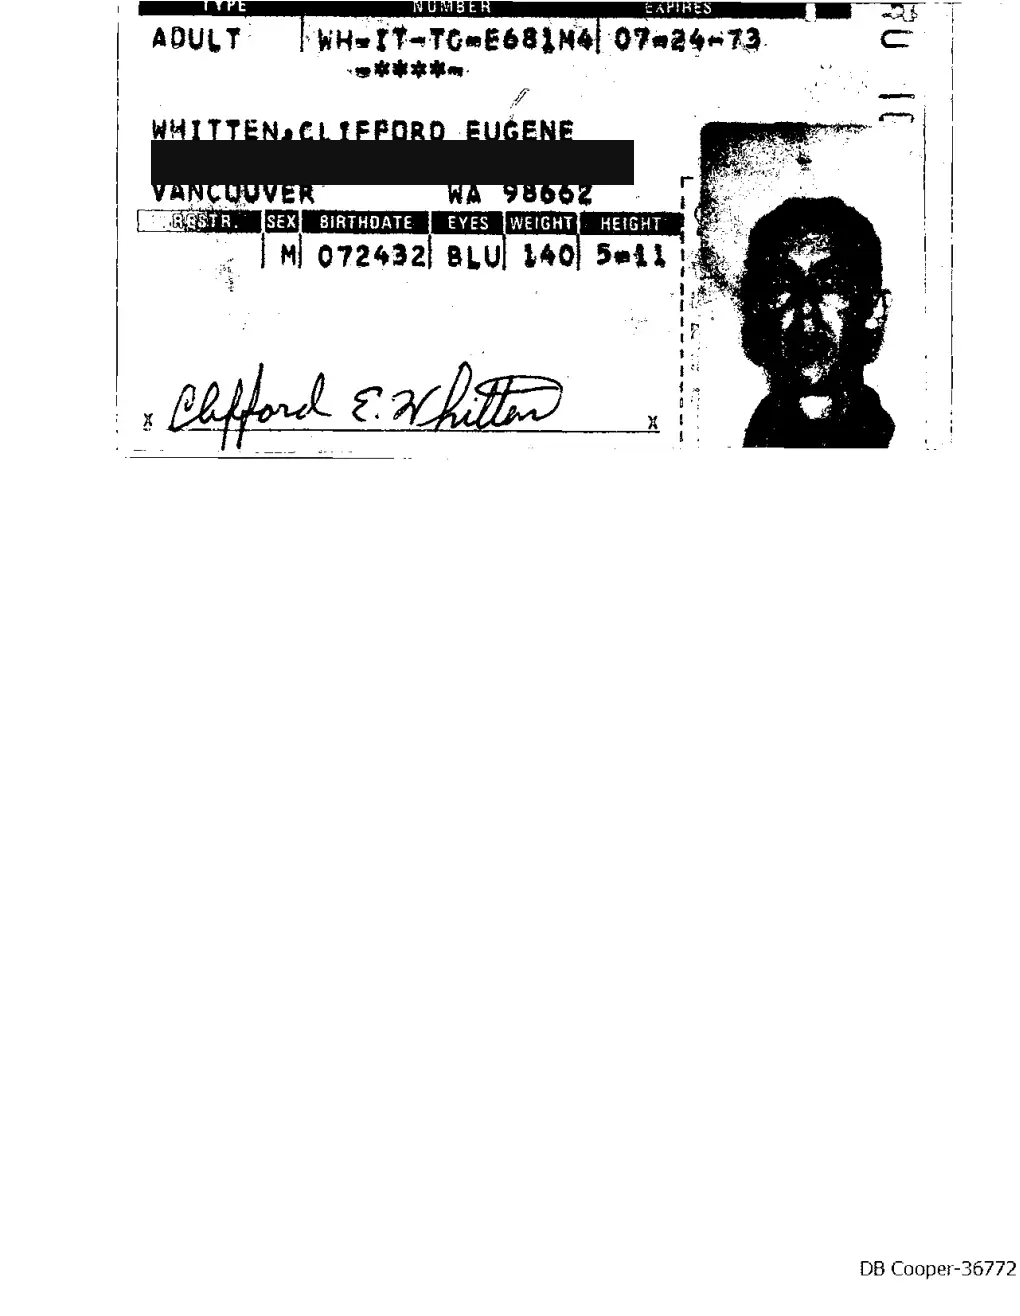 TYPE NUMBER EXPIRES
ADULT WH-IT-TC-E681M4 07-24-73
-****-
WHITTEN,CLIFFORD EUGENE
VANCOUVER WA 98662
RESTR. SEX BIRTHDATE EYES WEIGHT HEIGHT
M 072432 BLU 140 5-11
Clifford E. Whitten
X X
DB Cooper-36772